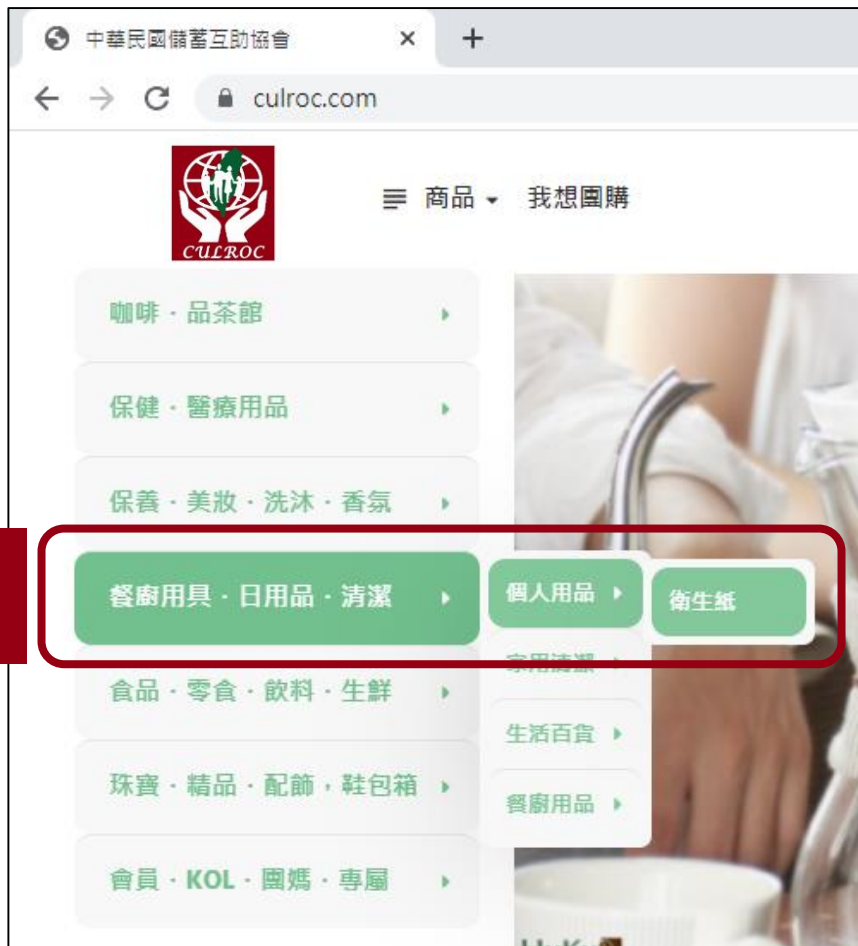 中華民國儲蓄互助協會
culroc.com
CULROC
商品
我想團購
咖啡．品茶館
保健．醫療用品
保養．美妝．洗沐．香氛
餐廚用具．日用品．清潔
個人用品
衛生紙
家用清潔
食品．零食．飲料．生鮮
生活百貨
珠寶．精品．配飾，鞋包箱
餐廚用品
會員．KOL．團媽．專屬